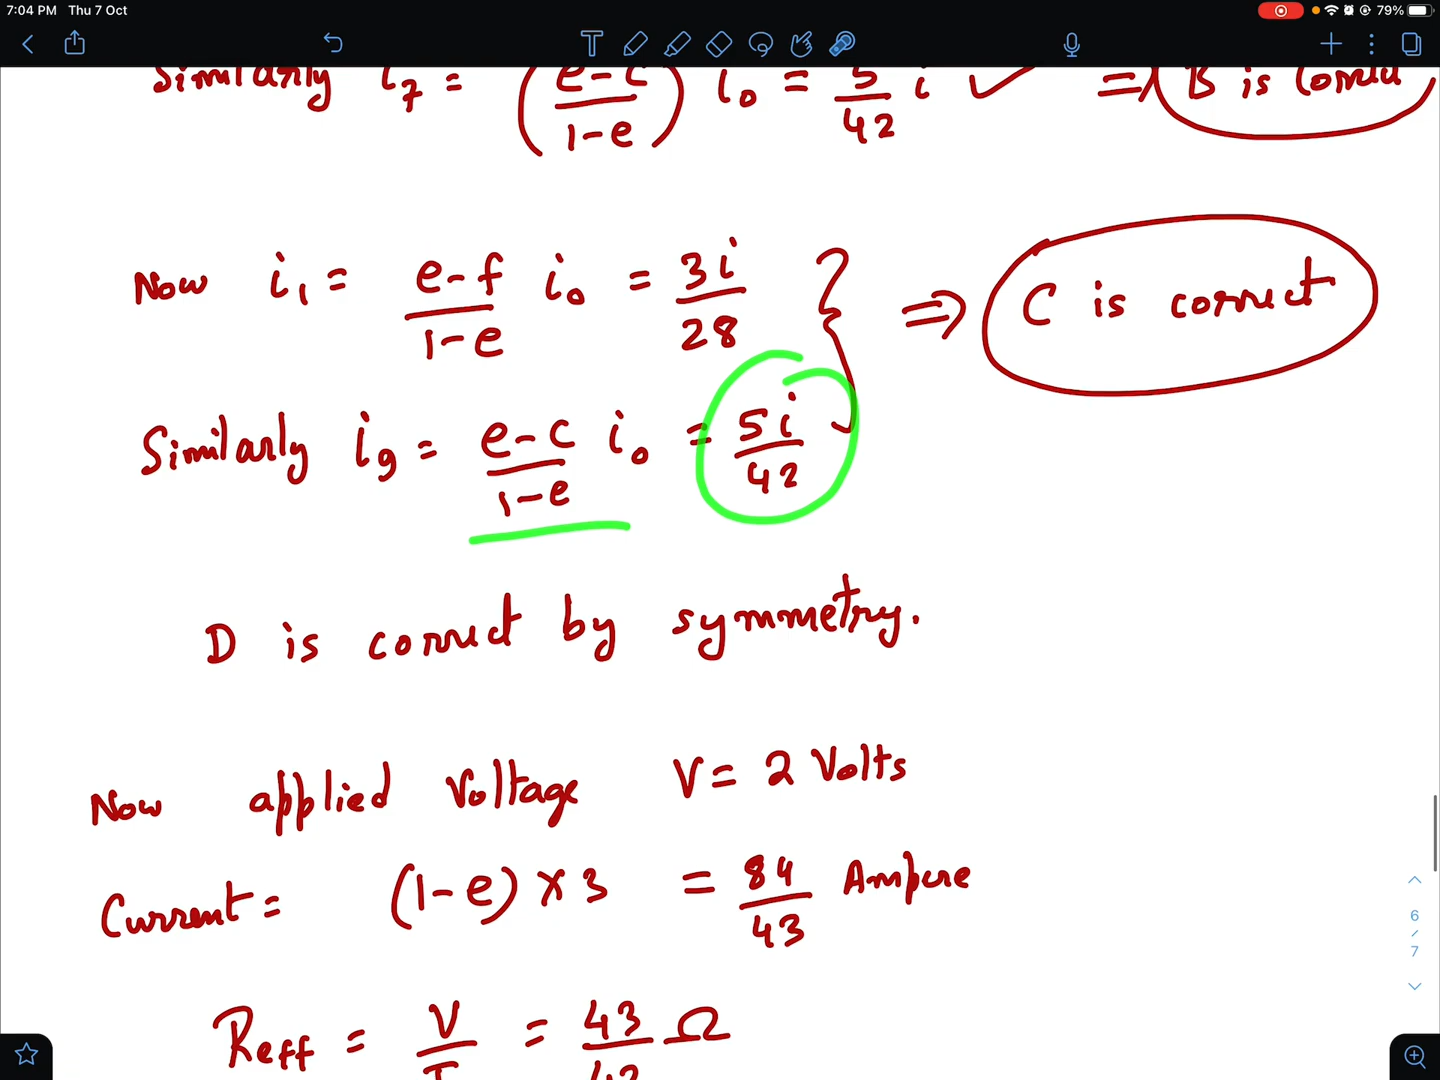 7:04 PM Thu 7 Oct 79%
Similarly i7 = (e-c/1-e) i0 = 5/42 i ✓ => B is correct
Now i1 = e-f/1-e i0 = 3i/28 } => C is correct
Similarly i9 = e-c/1-e i0 = 5i/42
D is correct by symmetry.
Now applied voltage V = 2 Volts
Current = (1-e) × 3 = 84/43 Ampere
Reff = V/I = 43/42 Ω
6 / 7